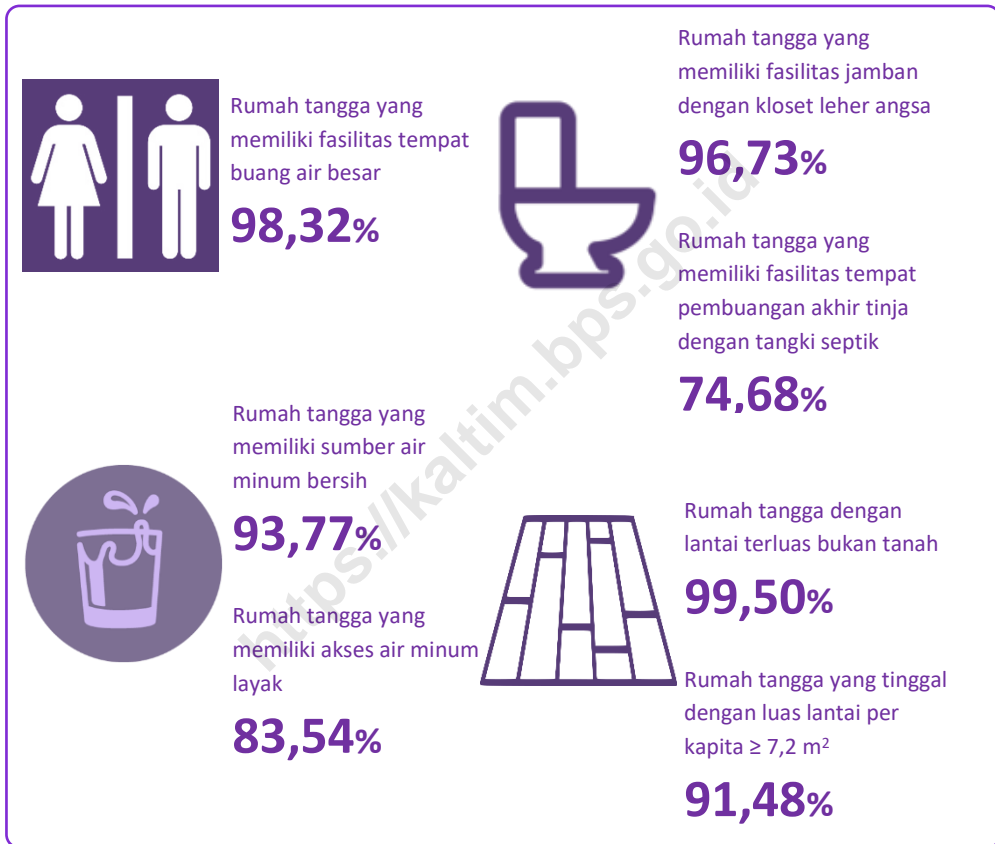 Rumah tangga yang
memiliki fasilitas tempat
buang air besar
98,32%
Rumah tangga yang
memiliki fasilitas jamban
dengan kloset leher angsa
96,73%
Rumah tangga yang
memiliki fasilitas tempat
pembuangan akhir tinja
dengan tangki septik
74,68%
Rumah tangga yang
memiliki sumber air
minum bersih
93,77%
Rumah tangga yang
memiliki akses air minum
layak
83,54%
Rumah tangga dengan
lantai terluas bukan tanah
99,50%
Rumah tangga yang tinggal
dengan luas lantai per
kapita ≥ 7,2 m²
91,48%
https://kaltim.bps.go.id